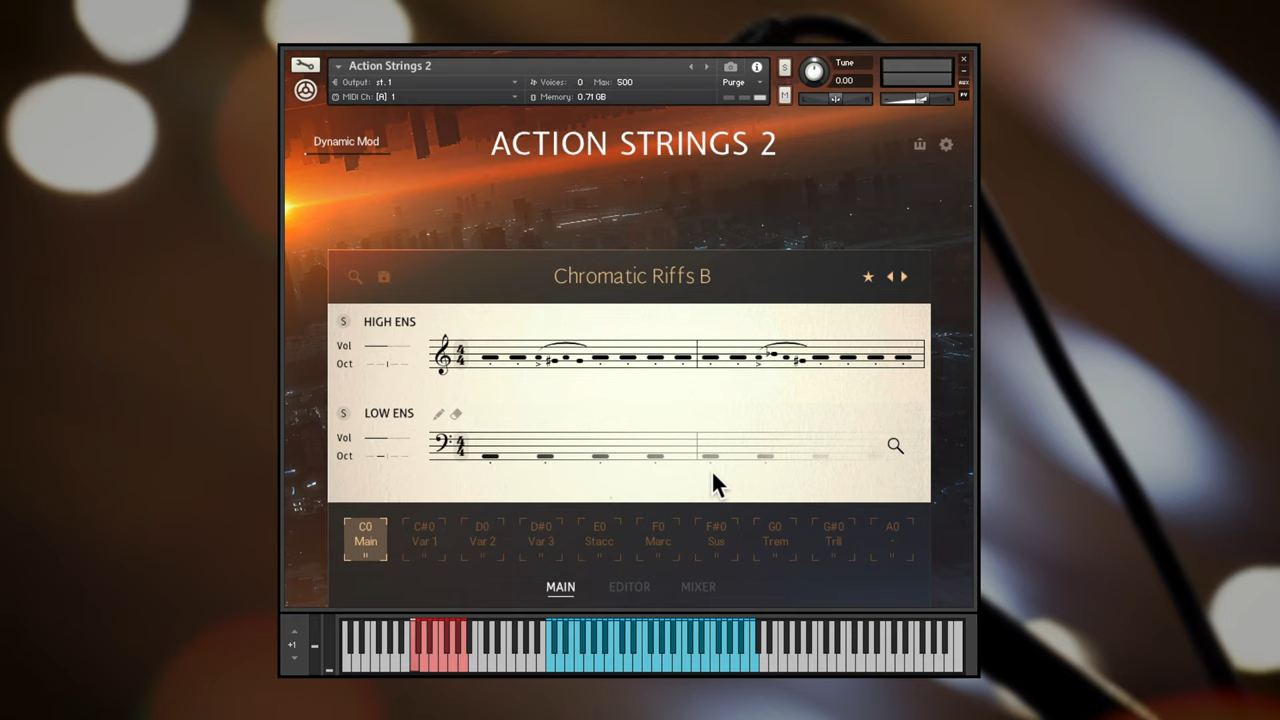 Action Strings 2
Output: st.1
Voices: 0 Max: 500
Purge
MIDI Ch: [A] 1
Memory: 0.71 GB
S
M
Tune
0.00
AUX
PV
Dynamic Mod
ACTION STRINGS 2
Chromatic Riffs B
S HIGH ENS
Vol
Oct
S LOW ENS
Vol
Oct
C0 C#0 D0 D#0 E0 F0 F#0 G0 G#0 A0
Main Var 1 Var 2 Var 3 Stacc Marc Sus Trem Trill -
MAIN EDITOR MIXER
+1